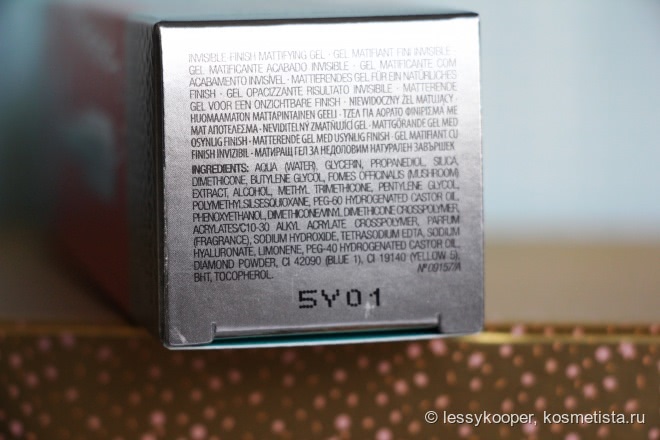 INVISIBLE FINISH MATTIFYING GEL · GEL MATIFIANT FINI INVISIBLE ·
GEL MATIFICANTE ACABADO INVISIBLE · GEL MATIFICANTE COM
ACABAMENTO INVISÍVEL · MATTIERENDES GEL FÜR EIN NATÜRLICHES
FINISH · GEL OPACIZZANTE RISULTATO INVISIBILE · MATTERENDE
GEL VOOR EEN ONZICHTBARE FINISH · NIEWIDOCZNY ŻEL MATUJĄCY ·
HUOMAAMATON MATTAPINTAINEN GEELI · ΤΖΕΛ ΓΙΑ ΑΟΡΑΤΟ ΦΙΝΙΡΙΣΜΑ ΜΕ
ΜΑΤ ΑΠΟΤΕΛΕΣΜΑ · NEVIDITELNÝ ZMATŇUJÍCÍ GEL · MATTGÖRANDE GEL MED
OSYNLIG FINISH · MATTERENDE GEL MED USYNLIG FINISH · GEL MATIFIANT CU
FINISH INVIZIBIL · МАТИРАЩ ГЕЛ ЗА НЕДОЛОВИМ НАТУРАЛЕН ЗАВЪРШЕК
INGREDIENTS: AQUA (WATER), GLYCERIN, PROPANEDIOL, SILICA,
DIMETHICONE, BUTYLENE GLYCOL, FOMES OFFICINALIS (MUSHROOM)
EXTRACT, ALCOHOL, METHYL TRIMETHICONE, PENTYLENE GLYCOL,
POLYMETHYLSILSESQUIOXANE, PEG-60 HYDROGENATED CASTOR OIL,
PHENOXYETHANOL, DIMETHICONE/VINYL DIMETHICONE CROSSPOLYMER,
ACRYLATES/C10-30 ALKYL ACRYLATE CROSSPOLYMER, PARFUM
(FRAGRANCE), SODIUM HYDROXIDE, TETRASODIUM EDTA, SODIUM
HYALURONATE, LIMONENE, PEG-40 HYDROGENATED CASTOR OIL,
DIAMOND POWDER, CI 42090 (BLUE 1), CI 19140 (YELLOW 5),
BHT, TOCOPHEROL. N° 09157/A
5Y01
© lessykooper, kosmetista.ru